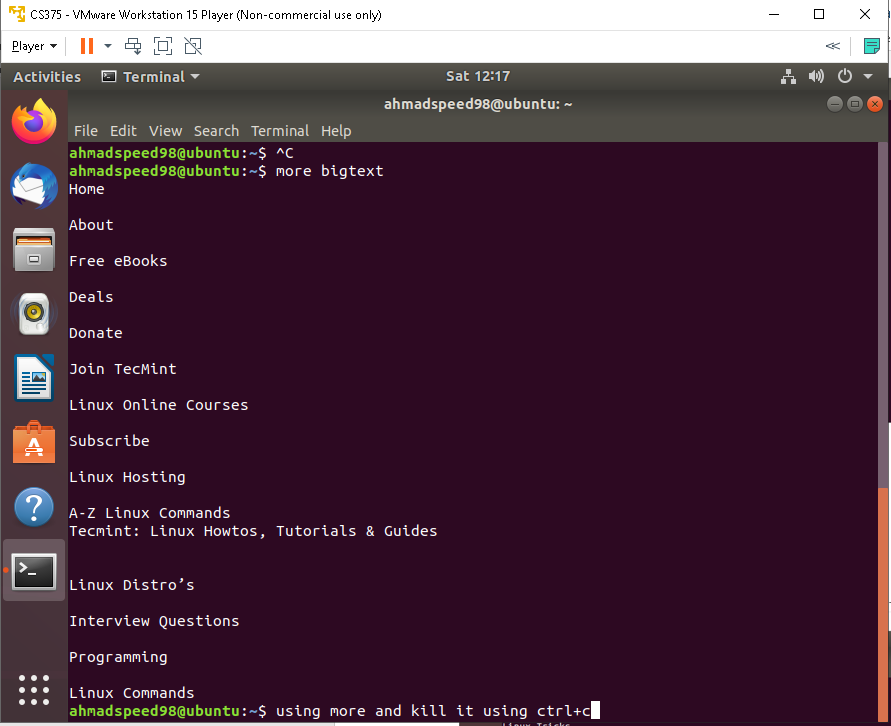 CS375 - VMware Workstation 15 Player (Non-commercial use only)
Player
Activities Terminal Sat 12:17
ahmadspeed98@ubuntu: ~
File Edit View Search Terminal Help
ahmadspeed98@ubuntu:~$ ^C
ahmadspeed98@ubuntu:~$ more bigtext
Home
About
Free eBooks
Deals
Donate
Join TecMint
Linux Online Courses
Subscribe
Linux Hosting
A-Z Linux Commands
Tecmint: Linux Howtos, Tutorials & Guides
Linux Distro’s
Interview Questions
Programming
Linux Commands
ahmadspeed98@ubuntu:~$ using more and kill it using ctrl+c